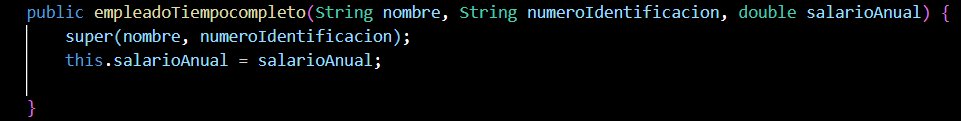 public empleadoTiempocompleto(String nombre, String numeroIdentificacion, double salarioAnual) {
super(nombre, numeroIdentificacion);
this.salarioAnual = salarioAnual;
}